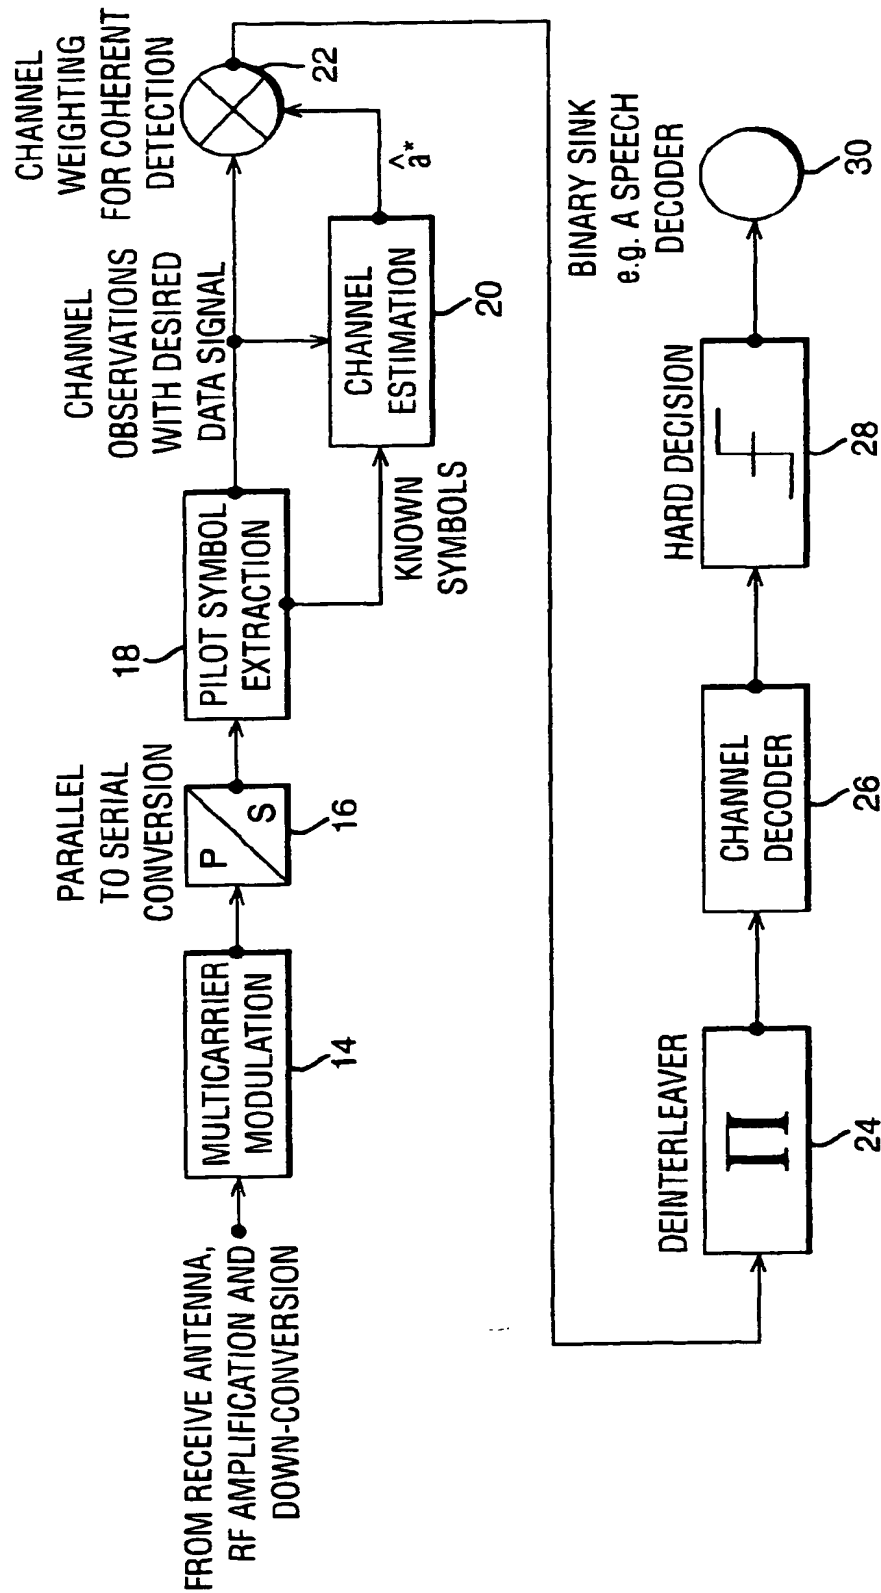 FROM RECEIVE ANTENNA,
RF AMPLIFICATION AND
DOWN-CONVERSION
MULTICARRIER
MODULATION
14
PARALLEL
TO SERIAL
CONVERSION
P
S
16
18
PILOT SYMBOL
EXTRACTION
KNOWN
SYMBOLS
CHANNEL
OBSERVATIONS
WITH DESIRED
DATA SIGNAL
CHANNEL
ESTIMATION
20
â*
CHANNEL
WEIGHTING
FOR COHERENT
DETECTION
22
DEINTERLEAVER
Π
24
CHANNEL
DECODER
26
HARD DECISION
28
BINARY SINK
e.g. A SPEECH
DECODER
30